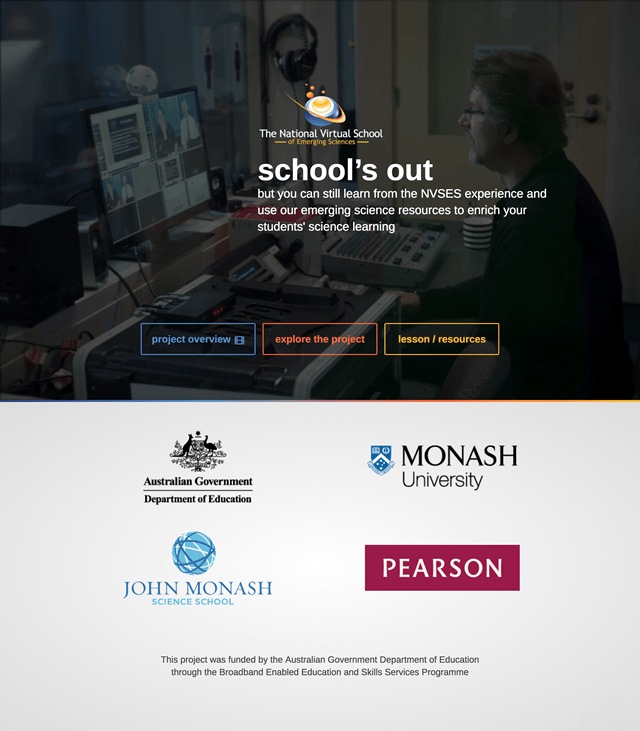 The National Virtual School
of Emerging Sciences
school's out
but you can still learn from the NVSES experience and
use our emerging science resources to enrich your
students' science learning
project overview
explore the project
lesson / resources
Australian Government
Department of Education
MONASH
University
JOHN MONASH
SCIENCE SCHOOL
PEARSON
This project was funded by the Australian Government Department of Education
through the Broadband Enabled Education and Skills Services Programme